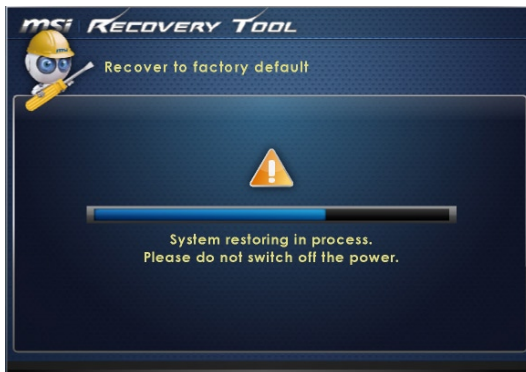 msi RECOVERY TOOL
Recover to factory default
System restoring in process.
Please do not switch off the power.